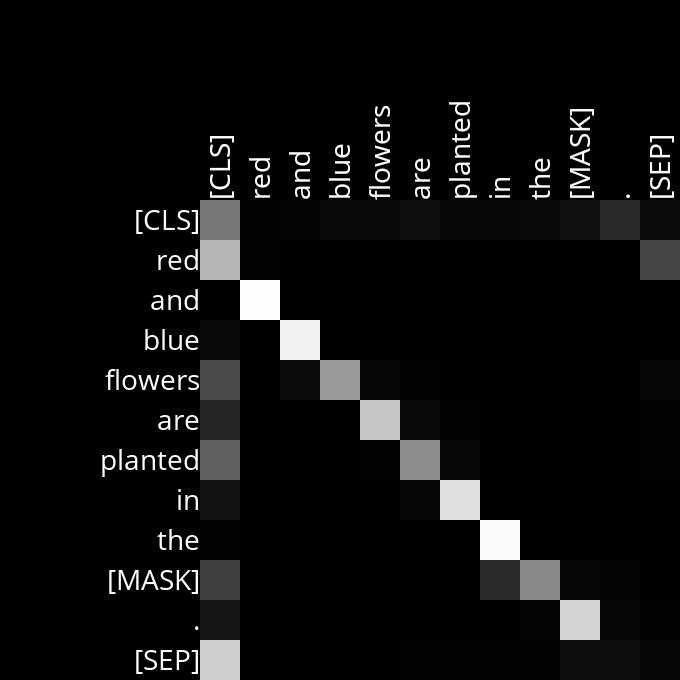 [CLS] red and blue flowers are planted in the [MASK] . [SEP]
[CLS]
red
and
blue
flowers
are
planted
in
the
[MASK]
.
[SEP]